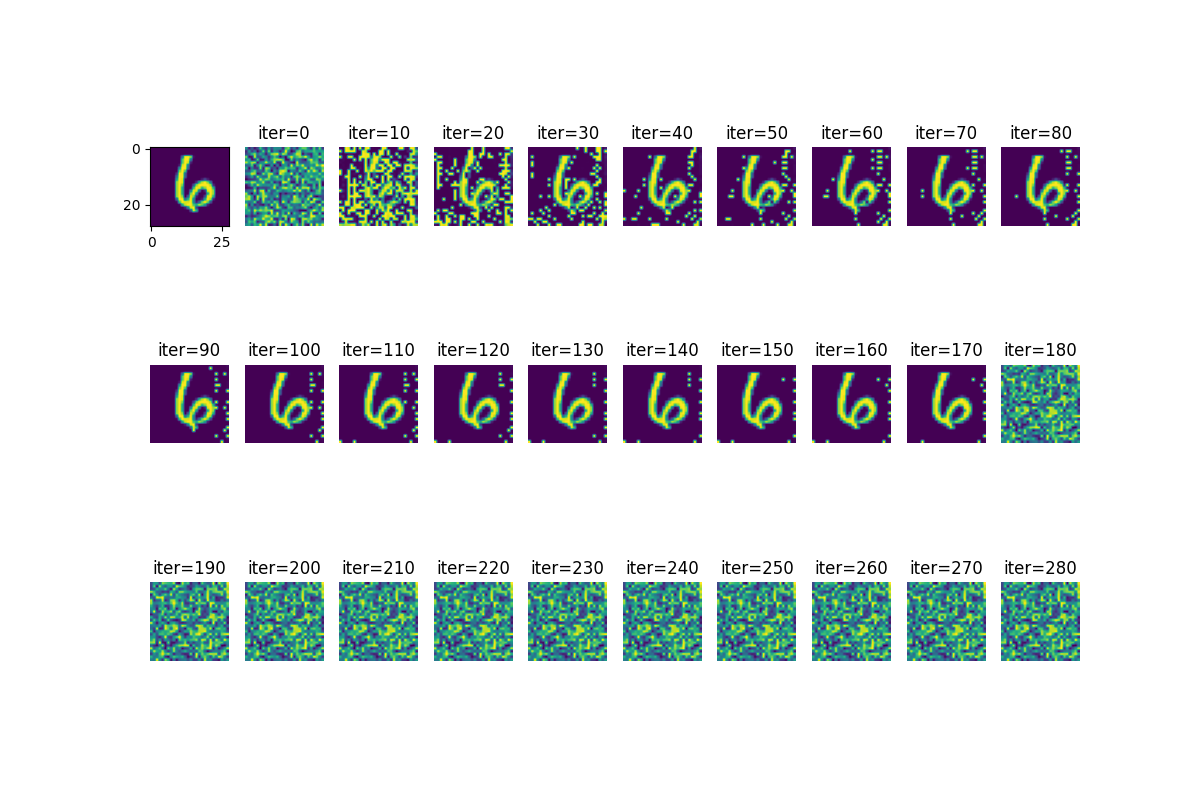 iter=0 iter=10 iter=20 iter=30 iter=40 iter=50 iter=60 iter=70 iter=80
0
20
0 25
6
iter=90 iter=100 iter=110 iter=120 iter=130 iter=140 iter=150 iter=160 iter=170 iter=180
iter=190 iter=200 iter=210 iter=220 iter=230 iter=240 iter=250 iter=260 iter=270 iter=280